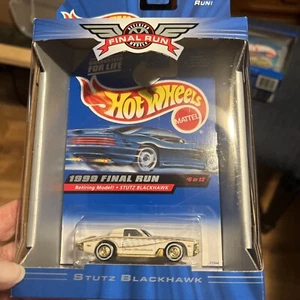 RUN!
FINAL RUN
FOR LIFE
Hot Wheels
MATTEL
1999 FINAL RUN
Retiring Model! • STUTZ BLACKHAWK
STUTZ BLACKHAWK